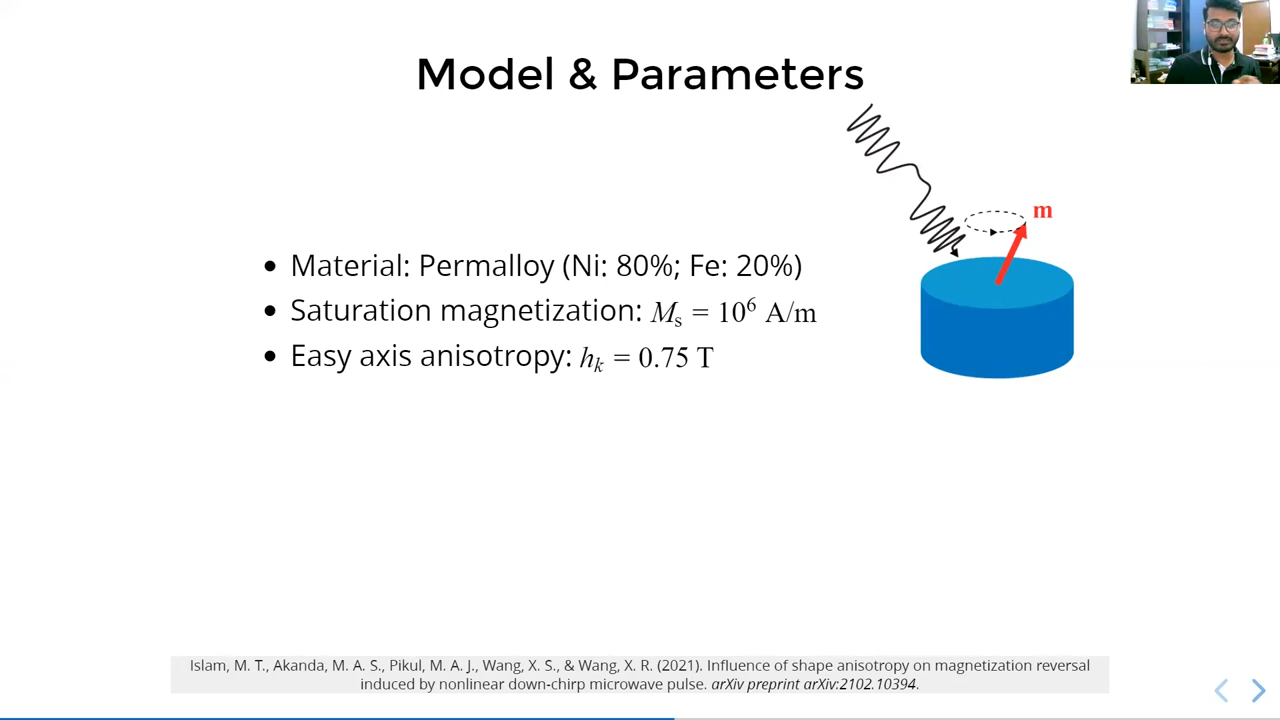 Model & Parameters
m
• Material: Permalloy (Ni: 80%; Fe: 20%)
• Saturation magnetization: Mₛ = 10⁶ A/m
• Easy axis anisotropy: hₖ = 0.75 T
Islam, M. T., Akanda, M. A. S., Pikul, M. A. J., Wang, X. S., & Wang, X. R. (2021). Influence of shape anisotropy on magnetization reversal
induced by nonlinear down-chirp microwave pulse. arXiv preprint arXiv:2102.10394.